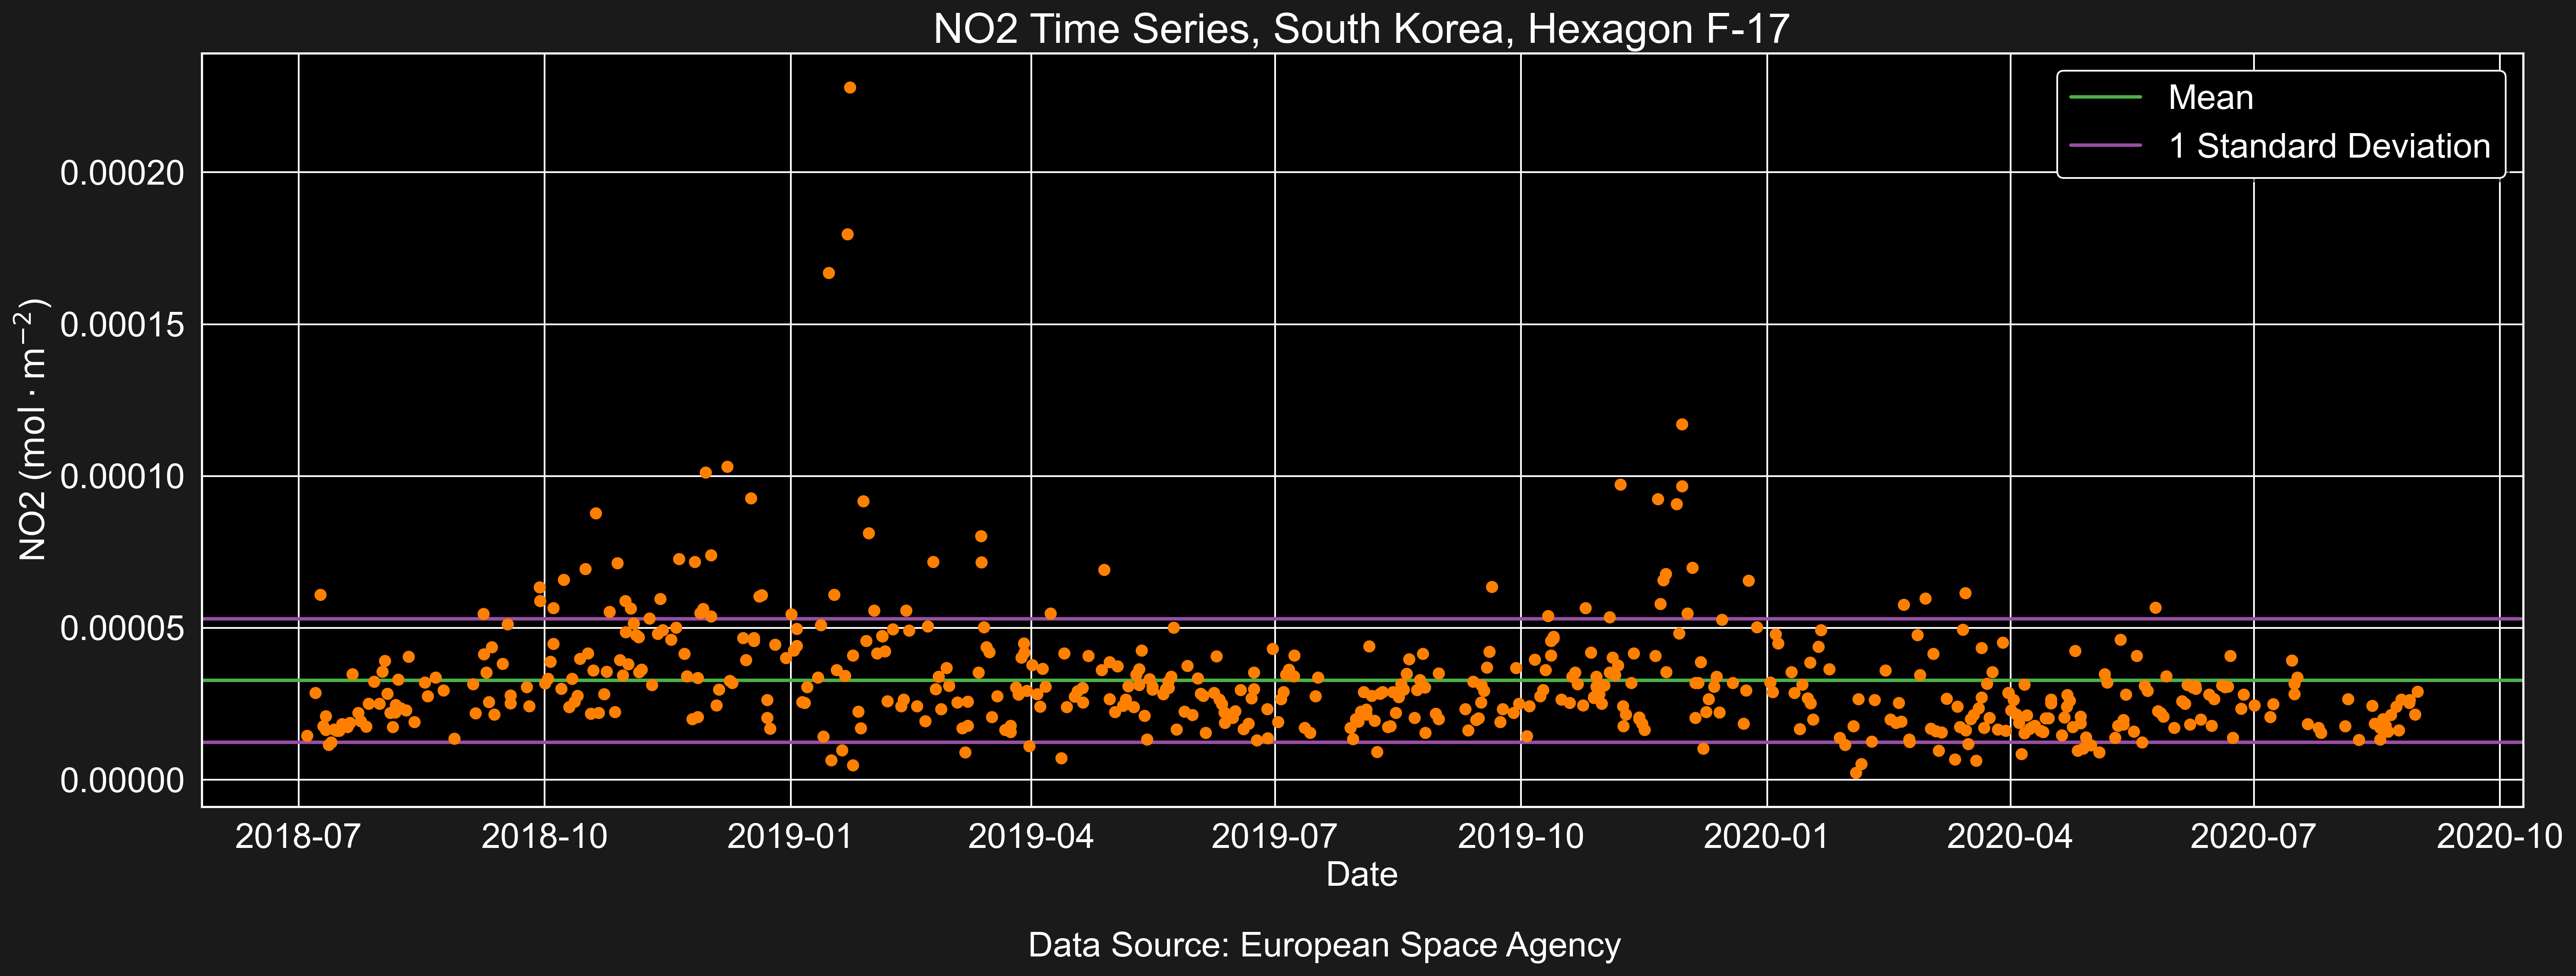 NO2 Time Series, South Korea, Hexagon F-17
Mean
1 Standard Deviation
NO2 (mol · m⁻²)
0.00020
0.00015
0.00010
0.00005
0.00000
2018-07 2018-10 2019-01 2019-04 2019-07 2019-10 2020-01 2020-04 2020-07 2020-10
Date
Data Source: European Space Agency